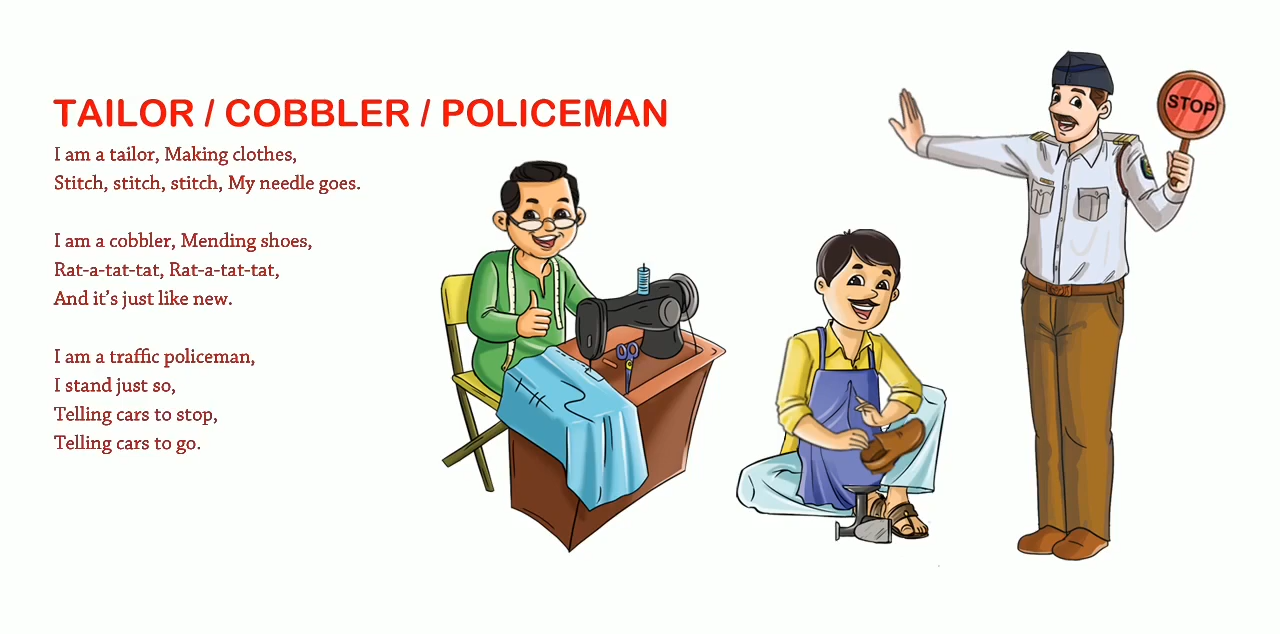 TAILOR / COBBLER / POLICEMAN
I am a tailor, Making clothes,
Stitch, stitch, stitch, My needle goes.
I am a cobbler, Mending shoes,
Rat-a-tat-tat, Rat-a-tat-tat,
And it's just like new.
I am a traffic policeman,
I stand just so,
Telling cars to stop,
Telling cars to go.
STOP